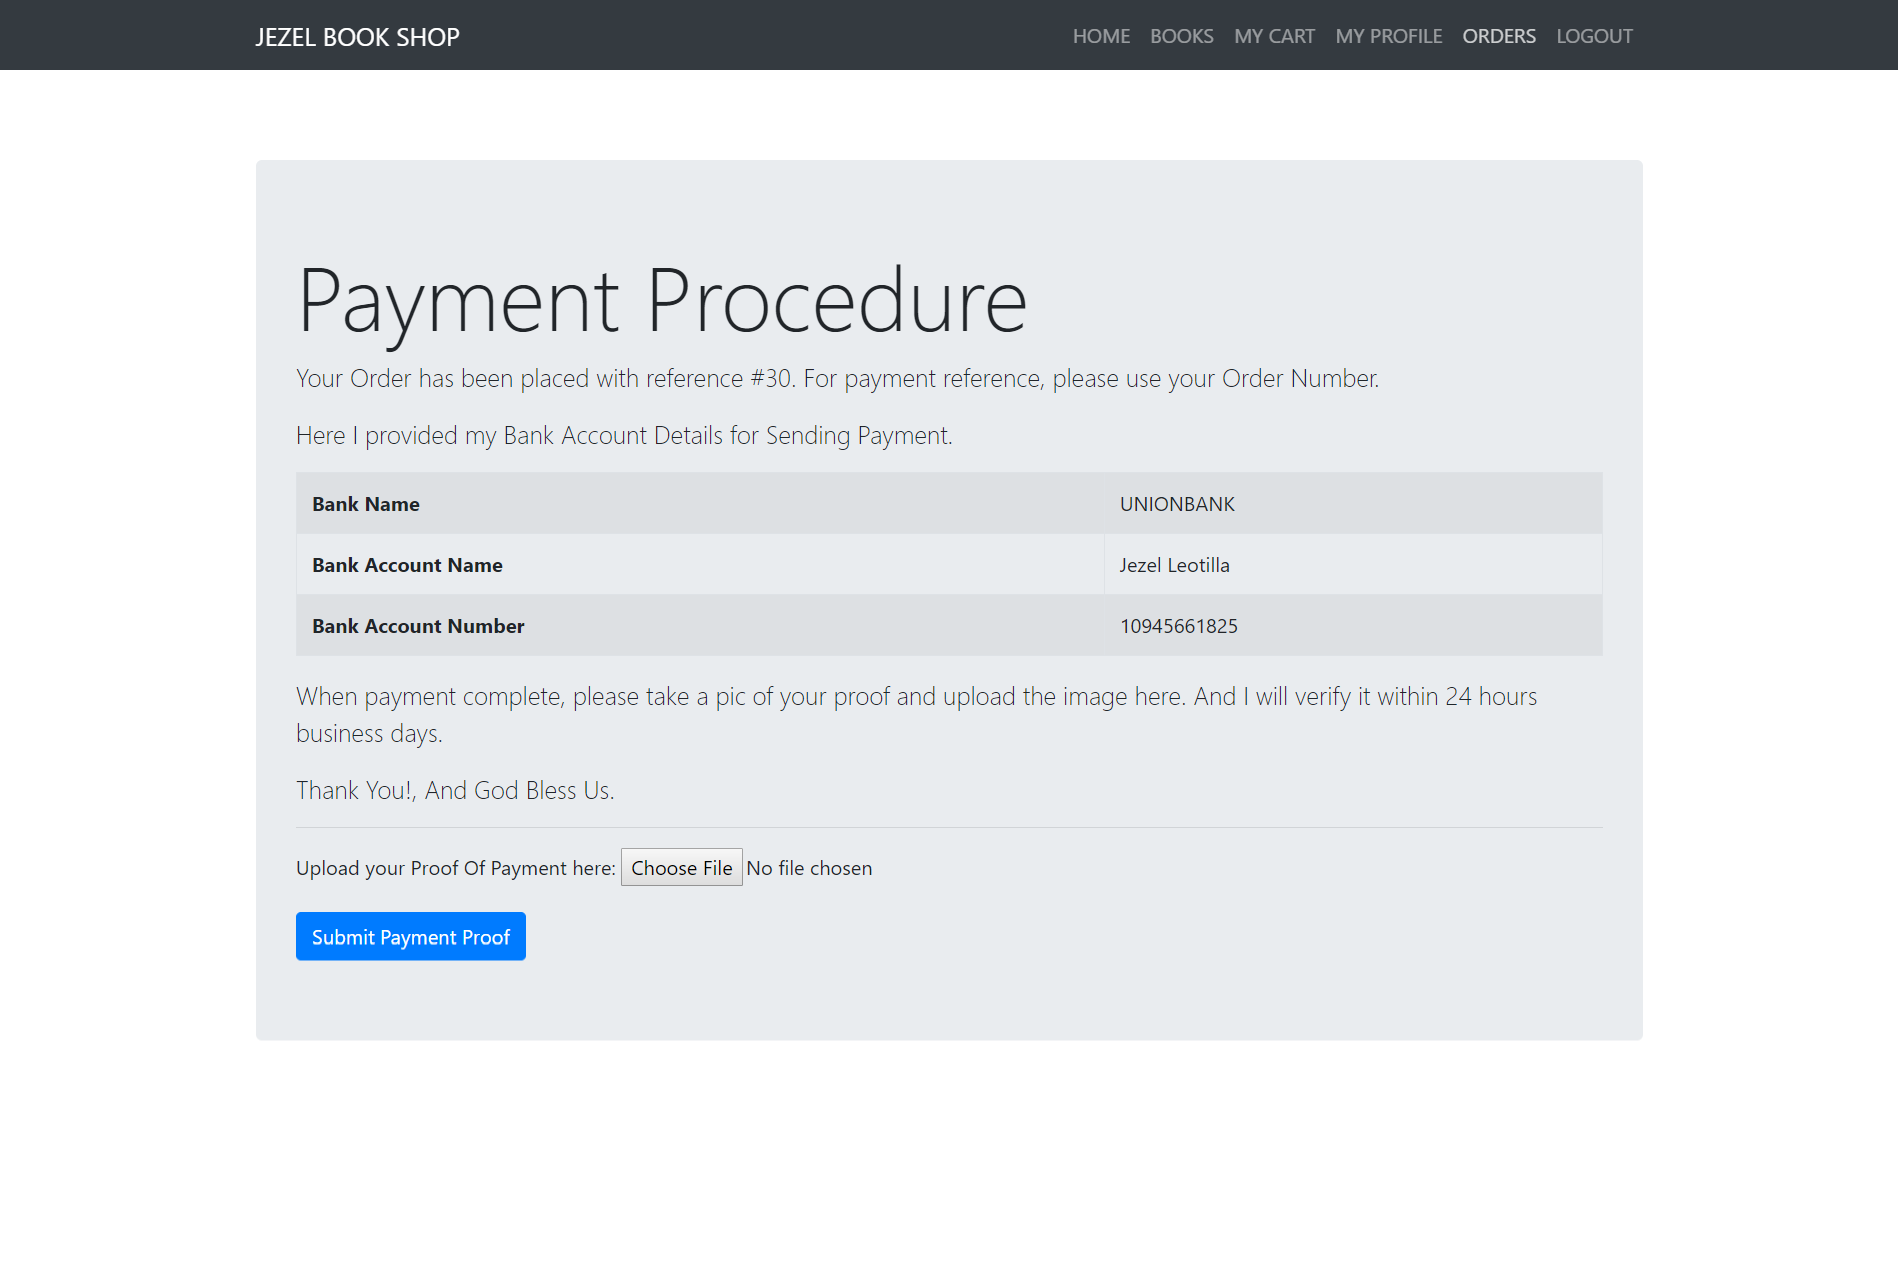 JEZEL BOOK SHOP
HOME BOOKS MY CART MY PROFILE ORDERS LOGOUT
Payment Procedure
Your Order has been placed with reference #30. For payment reference, please use your Order Number.
Here I provided my Bank Account Details for Sending Payment.
Bank Name UNIONBANK
Bank Account Name Jezel Leotilla
Bank Account Number 10945661825
When payment complete, please take a pic of your proof and upload the image here. And I will verify it within 24 hours
business days.
Thank You!, And God Bless Us.
Upload your Proof Of Payment here: Choose File No file chosen
Submit Payment Proof